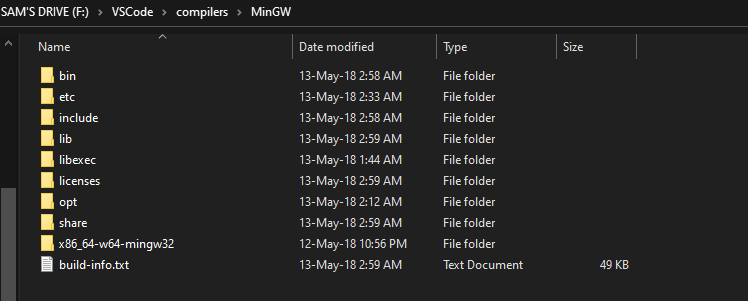 SAM'S DRIVE (F:) > VSCode > compilers > MinGW
Name Date modified Type Size
bin 13-May-18 2:58 AM File folder
etc 13-May-18 2:33 AM File folder
include 13-May-18 2:58 AM File folder
lib 13-May-18 2:59 AM File folder
libexec 13-May-18 1:44 AM File folder
licenses 13-May-18 2:59 AM File folder
opt 13-May-18 2:12 AM File folder
share 13-May-18 2:59 AM File folder
x86_64-w64-mingw32 12-May-18 10:56 PM File folder
build-info.txt 13-May-18 2:59 AM Text Document 49 KB